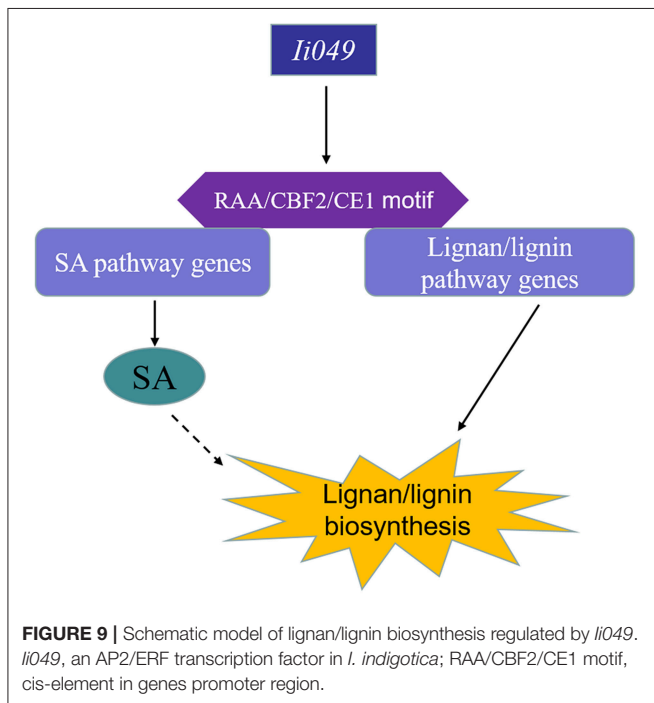 Ii049
RAA/CBF2/CE1 motif
SA pathway genes
Lignan/lignin
pathway genes
SA
Lignan/lignin
biosynthesis
FIGURE 9 | Schematic model of lignan/lignin biosynthesis regulated by Ii049.
Ii049, an AP2/ERF transcription factor in I. indigotica; RAA/CBF2/CE1 motif,
cis-element in genes promoter region.